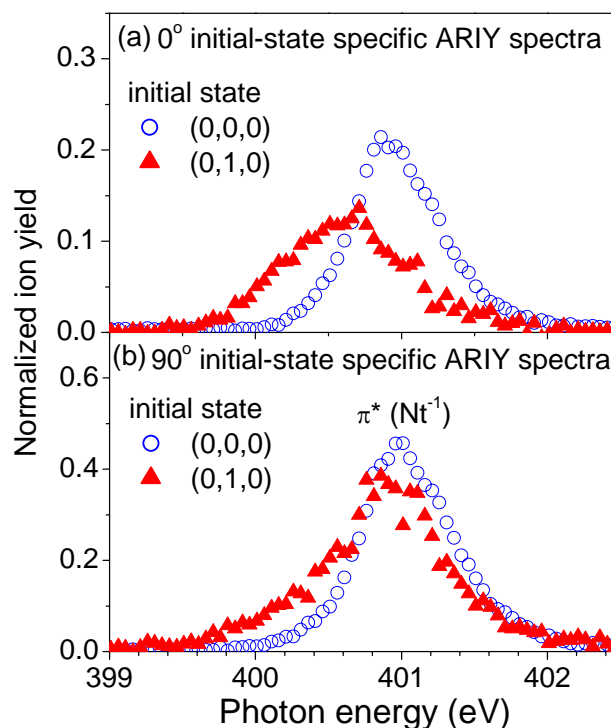 (a) 0° initial-state specific ARIY spectra
0.3
initial state
(0,0,0)
(0,1,0)
0.2
0.1
0.0
(b) 90° initial-state specific ARIY spectra
0.6
initial state
π* (Nt⁻¹)
(0,0,0)
(0,1,0)
0.4
0.2
0.0
399 400 401 402
Photon energy (eV)
Normalized ion yield